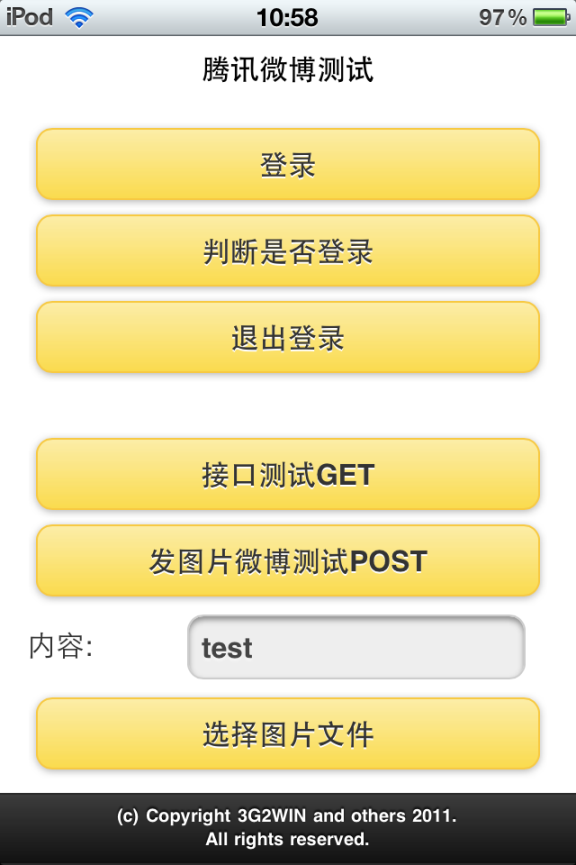 iPod 10:58 97%
腾讯微博测试
登录
判断是否登录
退出登录
接口测试GET
发图片微博测试POST
内容: test
选择图片文件
(c) Copyright 3G2WIN and others 2011.
All rights reserved.